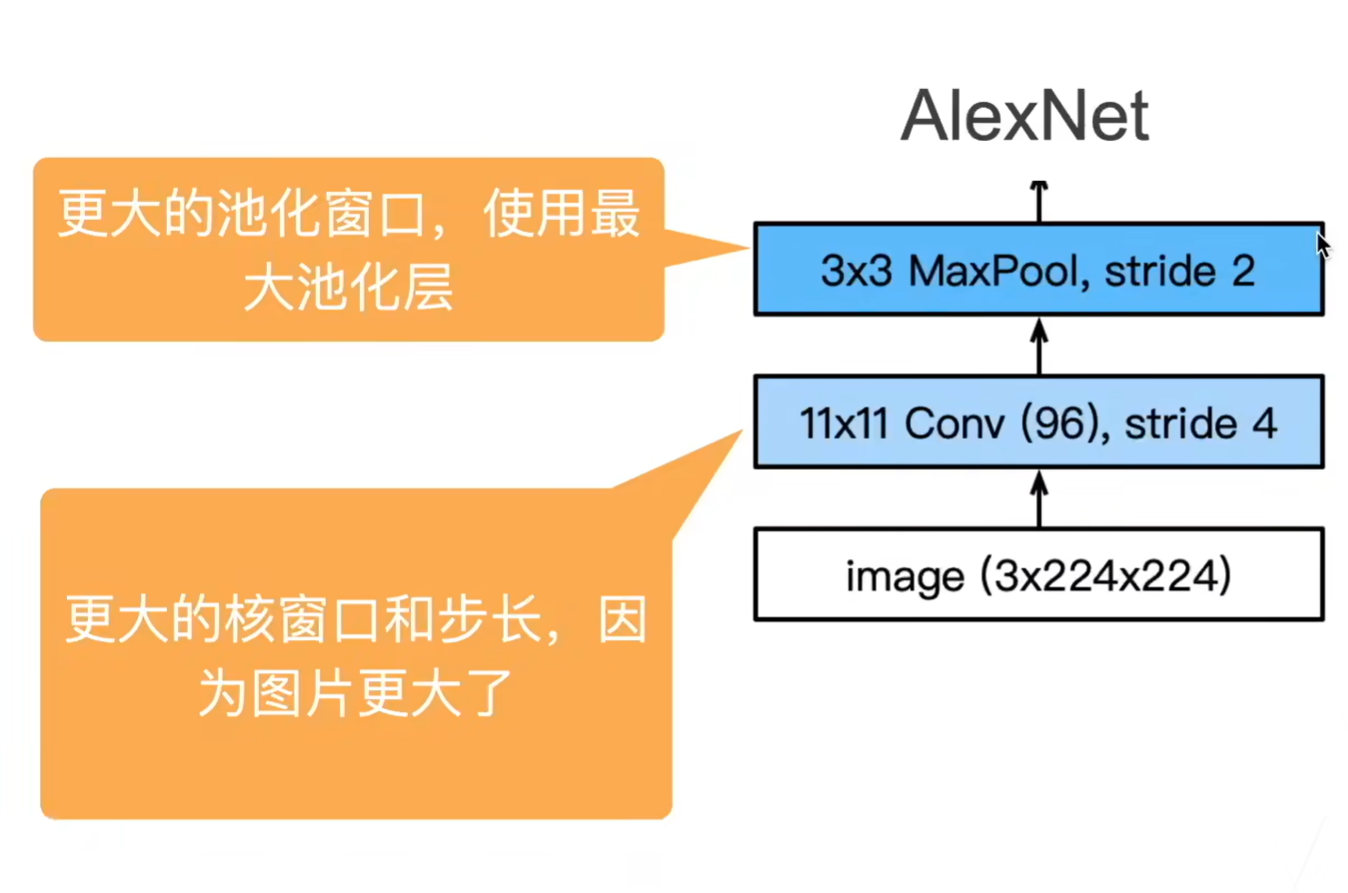 AlexNet
更大的池化窗口，使用最
大池化层
3x3 MaxPool, stride 2
11x11 Conv (96), stride 4
更大的核窗口和步长，因
为图片更大了
image (3x224x224)